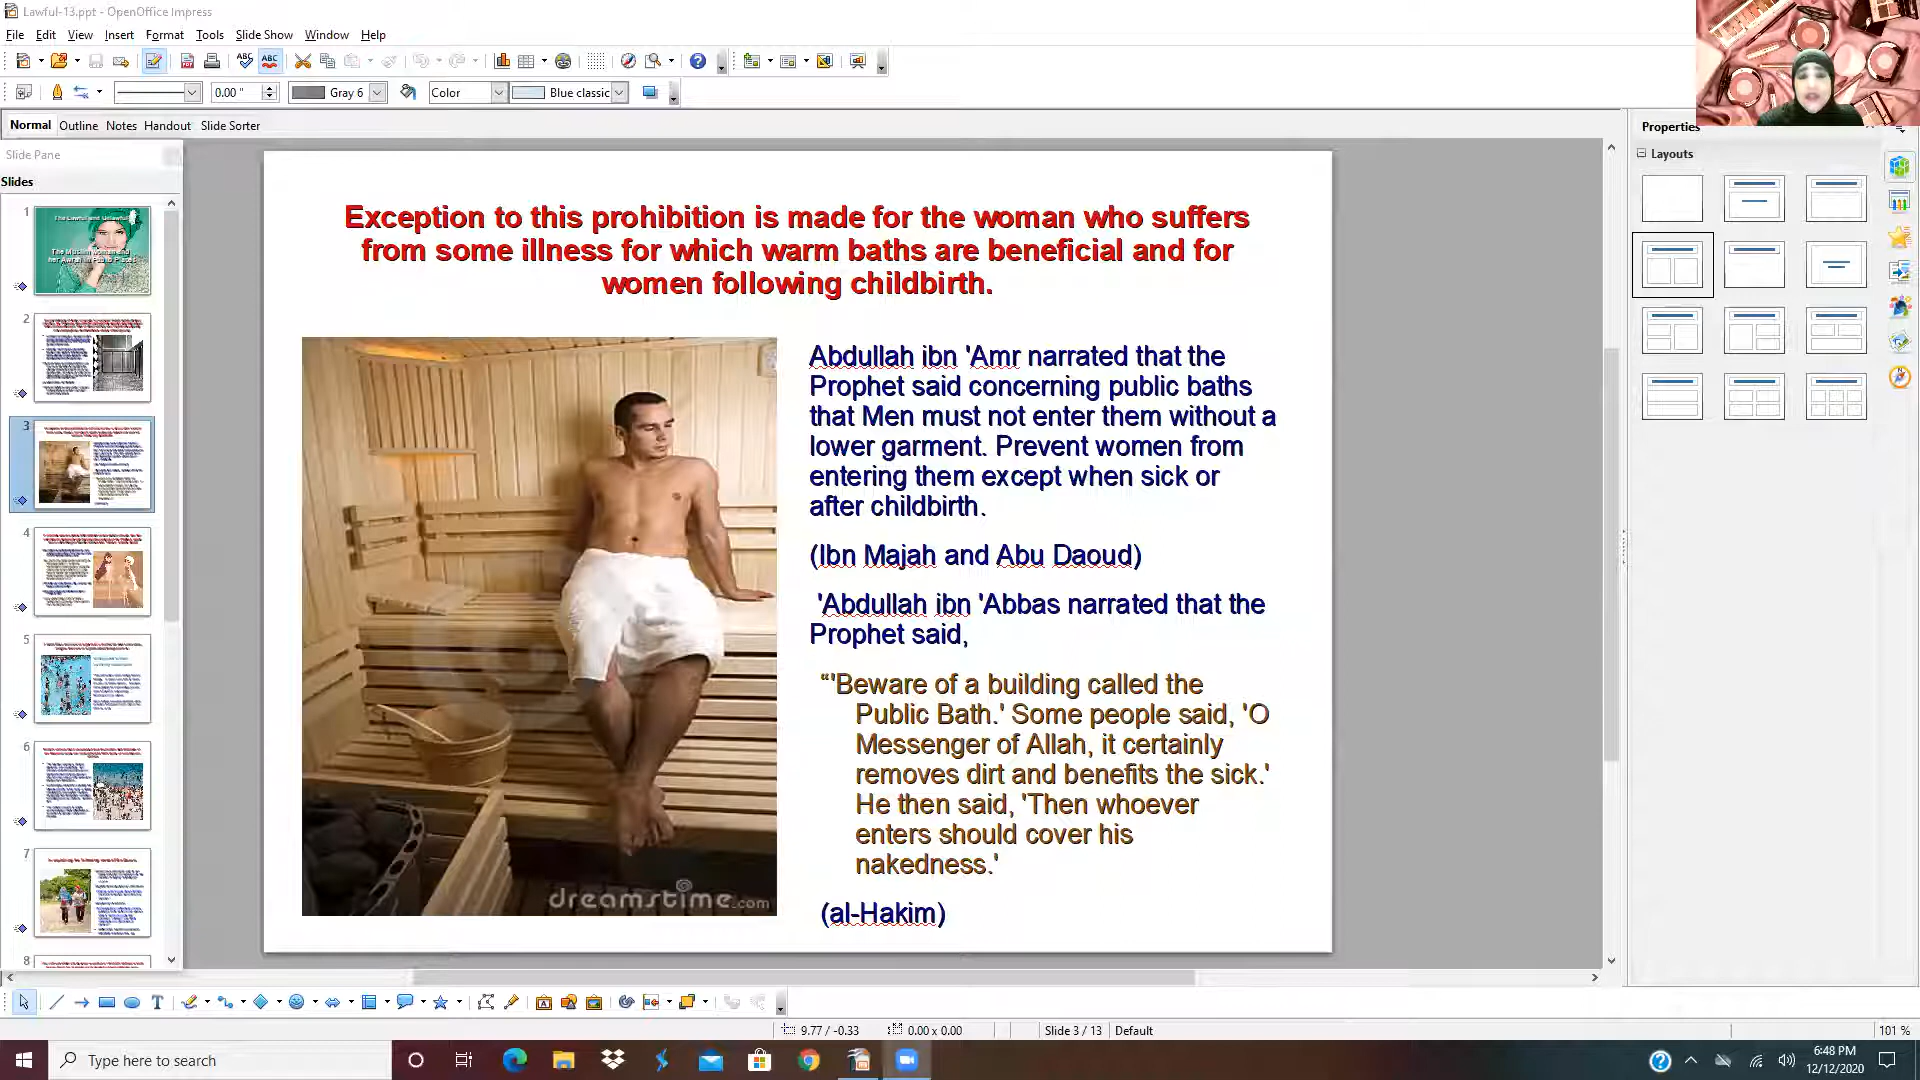 Lawful-13.ppt - OpenOffice Impress
File Edit View Insert Format Tools Slide Show Window Help
0.00 " Gray 6 Color Blue classic
Normal Outline Notes Handout Slide Sorter
Slide Pane
Slides
1
2
3
4
5
6
7
8
Exception to this prohibition is made for the woman who suffers
from some illness for which warm baths are beneficial and for
women following childbirth.
Abdullah ibn 'Amr narrated that the
Prophet said concerning public baths
that Men must not enter them without a
lower garment. Prevent women from
entering them except when sick or
after childbirth.
(Ibn Majah and Abu Daoud)
'Abdullah ibn 'Abbas narrated that the
Prophet said,
“'Beware of a building called the
Public Bath.' Some people said, 'O
Messenger of Allah, it certainly
removes dirt and benefits the sick.'
He then said, 'Then whoever
enters should cover his
nakedness.'
(al-Hakim)
dreamstime.com
Properties
Layouts
9.77 / -0.33 0.00 x 0.00 Slide 3 / 13 Default 101 %
Type here to search
6:48 PM
12/12/2020